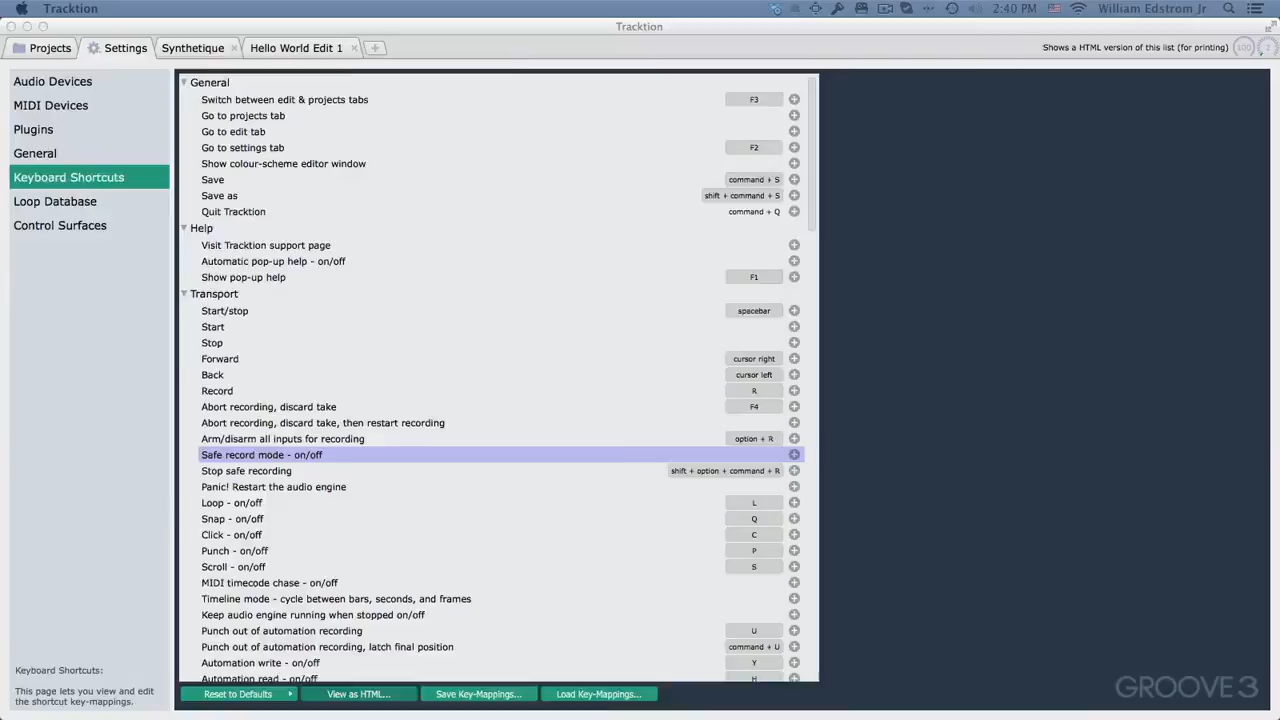 Tracktion
2:40 PM
William Edstrom Jr
Tracktion
Projects
Settings
Synthetique
Hello World Edit 1
Shows a HTML version of this list (for printing)
Audio Devices
MIDI Devices
Plugins
General
Keyboard Shortcuts
Loop Database
Control Surfaces
General
Switch between edit & projects tabs F3
Go to projects tab
Go to edit tab
Go to settings tab F2
Show colour-scheme editor window
Save command + S
Save as shift + command + S
Quit Tracktion command + Q
Help
Visit Tracktion support page
Automatic pop-up help - on/off
Show pop-up help F1
Transport
Start/stop spacebar
Start
Stop
Forward cursor right
Back cursor left
Record R
Abort recording, discard take F4
Abort recording, discard take, then restart recording
Arm/disarm all inputs for recording option + R
Safe record mode - on/off
Stop safe recording shift + option + command + R
Panic! Restart the audio engine
Loop - on/off L
Snap - on/off Q
Click - on/off C
Punch - on/off P
Scroll - on/off S
MIDI timecode chase - on/off
Timeline mode - cycle between bars, seconds, and frames
Keep audio engine running when stopped on/off
Punch out of automation recording U
Punch out of automation recording, latch final position command + U
Automation write - on/off Y
Automation read - on/off H
Keyboard Shortcuts:
This page lets you view and edit
the shortcut key-mappings.
Reset to Defaults
View as HTML...
Save Key-Mappings...
Load Key-Mappings...
GROOVE 3